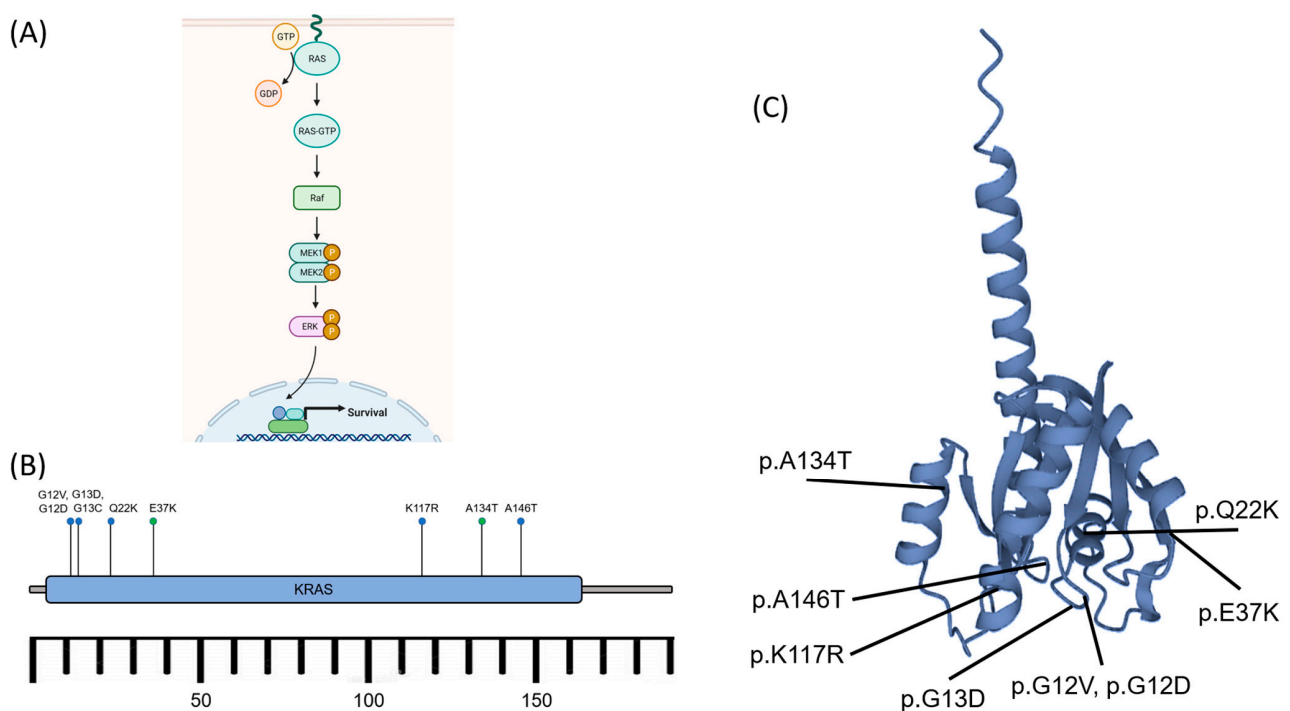 (A)
GTP
RAS
GDP
RAS-GTP
Raf
MEK1 P
MEK2 P
P
ERK
P
Survival
(B)
G12V, G13D,
G12D G13C Q22K E37K K117R A134T A146T
KRAS
50 100 150
(C)
p.A134T
p.Q22K
p.A146T
p.E37K
p.K117R
p.G13D
p.G12V, p.G12D